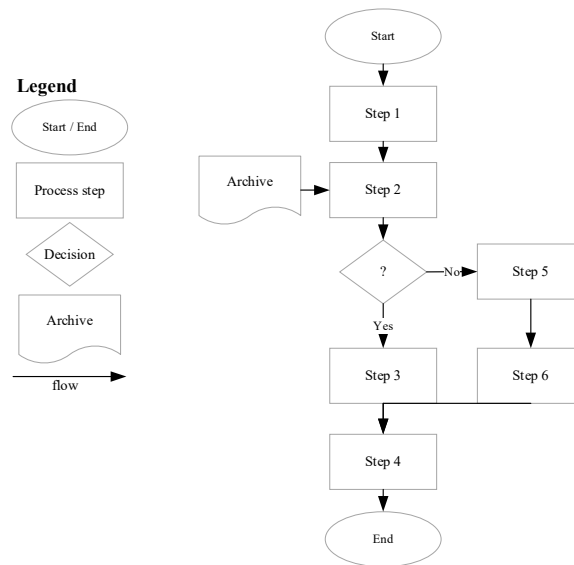 Start
Legend
Start / End
Step 1
Process step
Archive
Step 2
Decision
?
No
Step 5
Archive
Yes
flow
Step 3
Step 6
Step 4
End